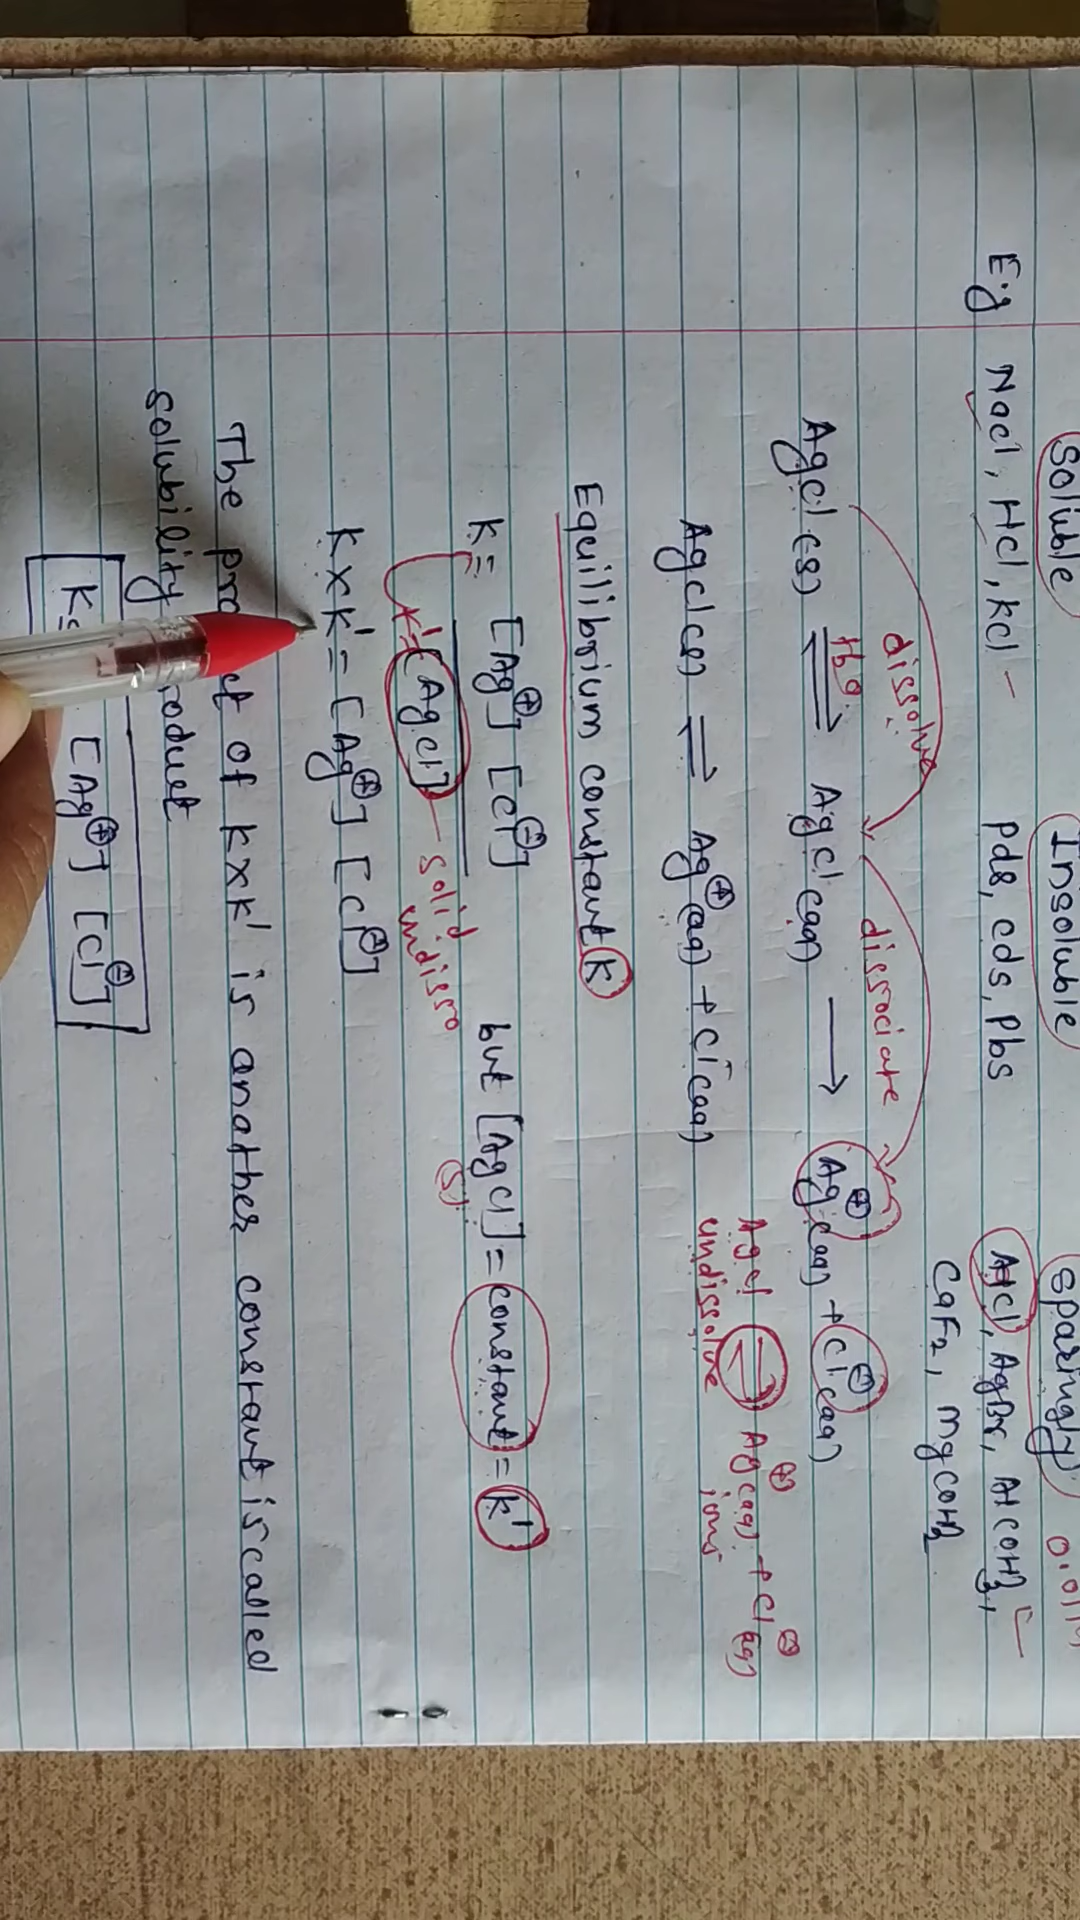 Soluble Insoluble Sparingly
E.g NaCl, HCl, KCl Pds, cds, Pbs AgCl, AgBr, Al(OH)3,
CaF2, Mg(OH)2
dissolve dissociate
AgCl(s) ⇌ H2O AgCl(aq) → Ag⊕(aq) + Cl⊖(aq)
AgCl(s) ⇌ Ag⊕(aq) + Cl⁻(aq)
AgCl ⇌ Ag⊕(aq) + Cl⊖(aq)
undissolve ions
Equilibrium constant K
K = [Ag⊕] [Cl⊖] but [AgCl] = constant = K'
(s)
K' = [AgCl] solid
undisso
K x K' = [Ag⊕] [Cl⊖]
The of K x K' is another constant is called
solubility
[Ag⊕] [Cl⊖]